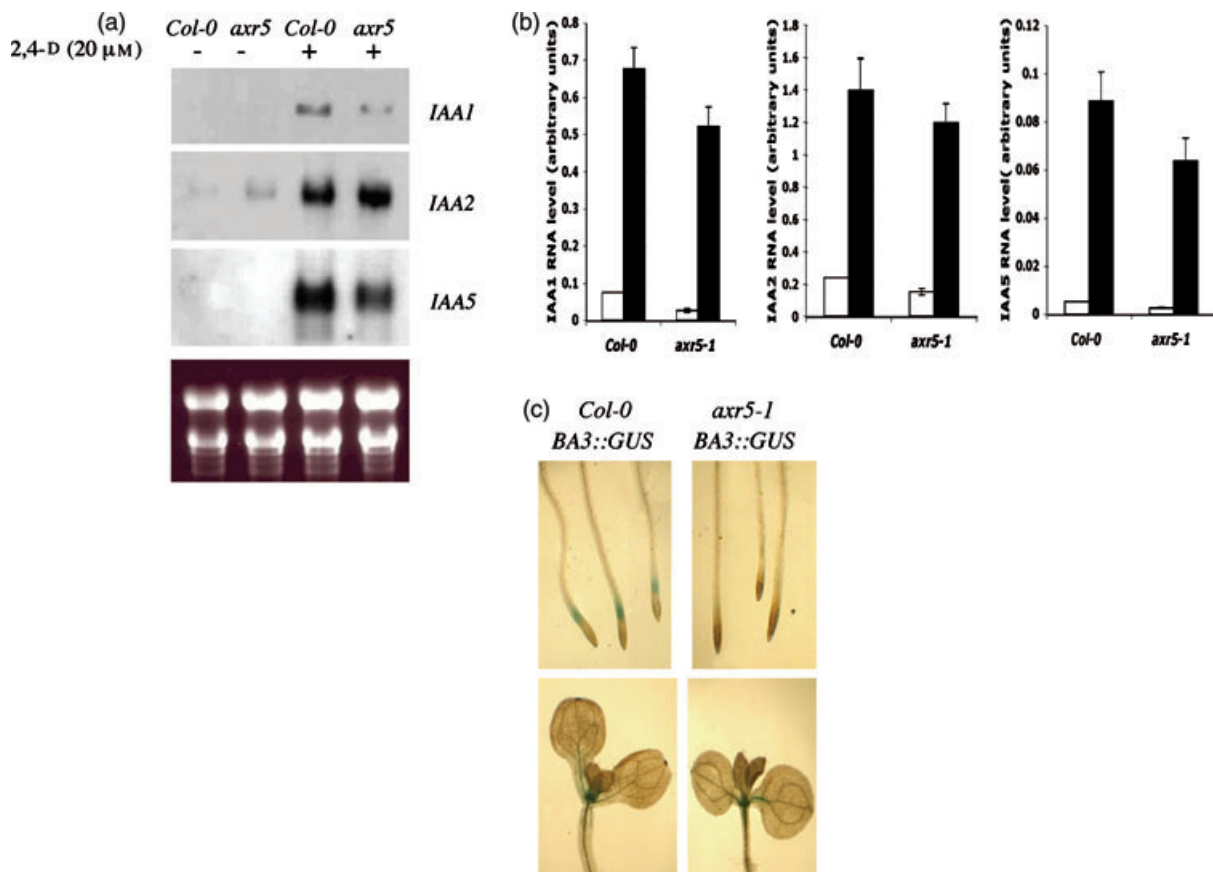 (a)
Col-0 axr5 Col-0 axr5
2,4-D (20 μM) - - + +
IAA1
IAA2
IAA5
(b)
IAA1 RNA level (arbitrary units)
0.8
0.7
0.6
0.5
0.4
0.3
0.2
0.1
0
Col-0 axr5-1
IAA2 RNA level (arbitrary units)
2
1.8
1.6
1.4
1.2
1
0.8
0.6
0.4
0.2
0
Col-0 axr5-1
IAA5 RNA level( arbitrary units)
0.12
0.1
0.08
0.06
0.04
0.02
0
Col-0 axr5-1
(c)
Col-0 axr5-1
BA3::GUS BA3::GUS